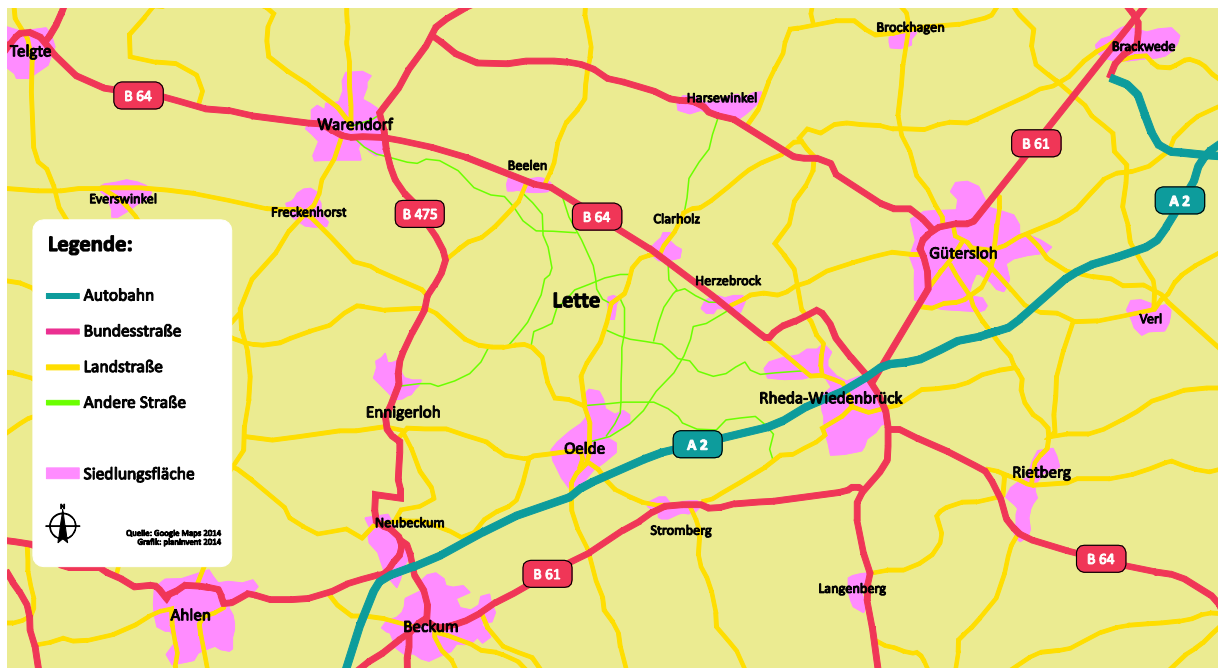 Telgte
Brockhagen
Brackwede
B 64
Harsewinkel
Warendorf
B 61
Beelen
Everswinkel
Freckenhorst
B 475
B 64
Clarholz
A 2
Gütersloh
Legende:
Autobahn
Bundesstraße
Landstraße
Andere Straße
Siedlungsfläche
N
Quelle: Google Maps 2014
Grafik: planinvent 2014
Herzebrock
Lette
Verl
Ennigerloh
Rheda-Wiedenbrück
Oelde
A 2
Rietberg
Neubeckum
Stromberg
B 61
B 64
Langenberg
Ahlen
Beckum